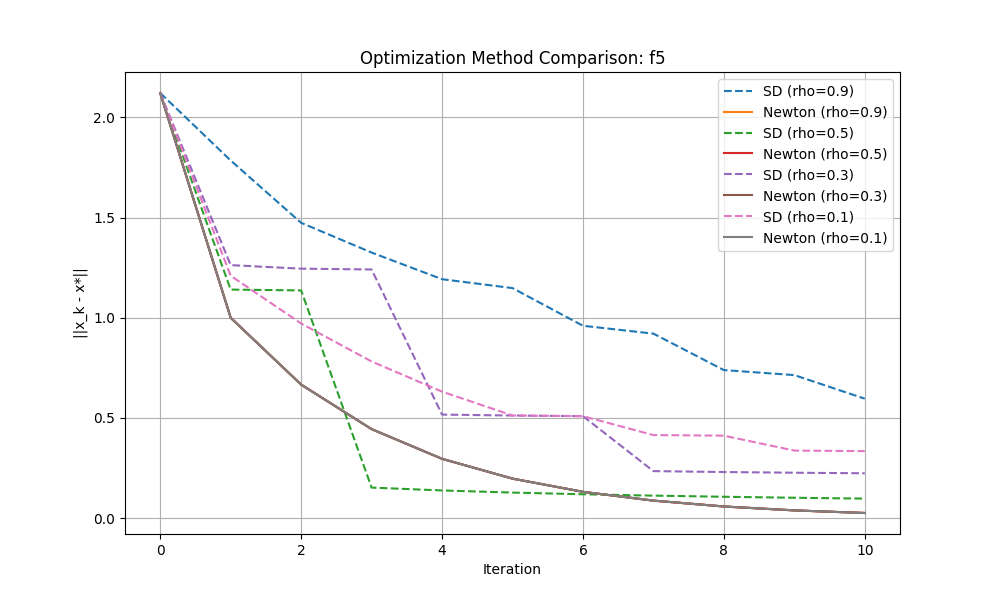 Optimization Method Comparison: f5
SD (rho=0.9)
Newton (rho=0.9)
SD (rho=0.5)
Newton (rho=0.5)
SD (rho=0.3)
Newton (rho=0.3)
SD (rho=0.1)
Newton (rho=0.1)
||x_k - x*||
2.0
1.5
1.0
0.5
0.0
0
2
4
6
8
10
Iteration